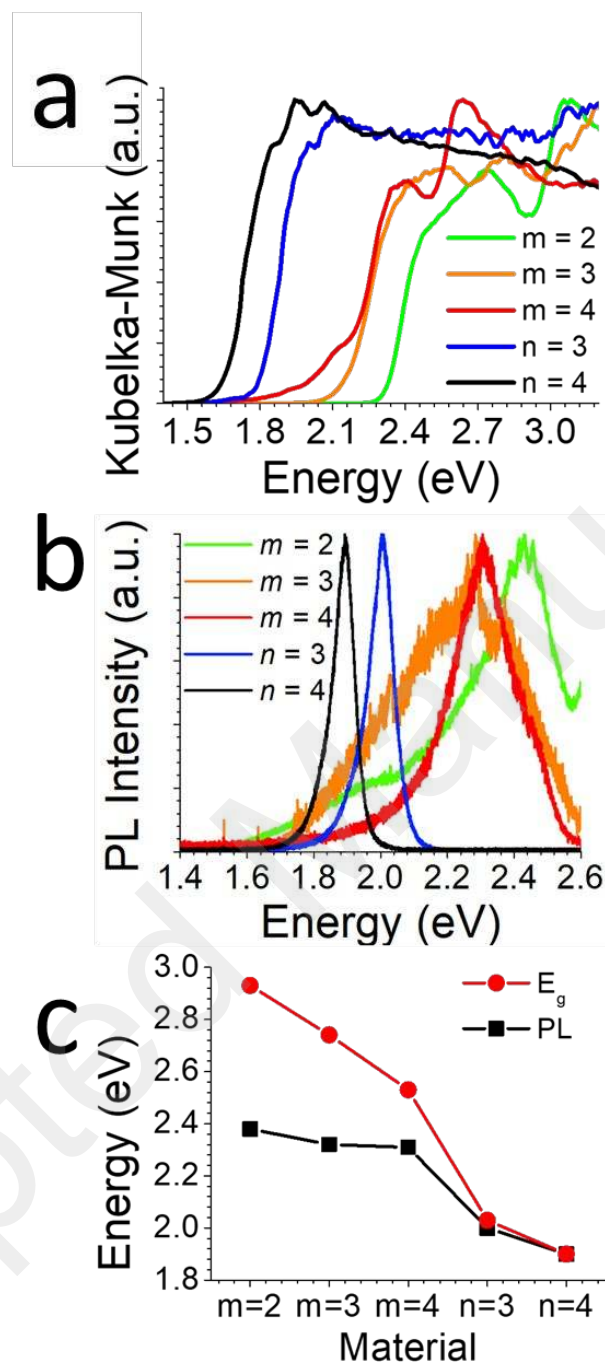 a
Kubelka-Munk (a.u.)
m = 2
m = 3
m = 4
n = 3
n = 4
1.5 1.8 2.1 2.4 2.7 3.0
Energy (eV)
b
PL Intensity (a.u.)
m = 2
m = 3
m = 4
n = 3
n = 4
1.4 1.6 1.8 2.0 2.2 2.4 2.6
Energy (eV)
c
Energy (eV)
3.0
2.8
2.6
2.4
2.2
2.0
1.8
E_g
PL
m=2 m=3 m=4 n=3 n=4
Material